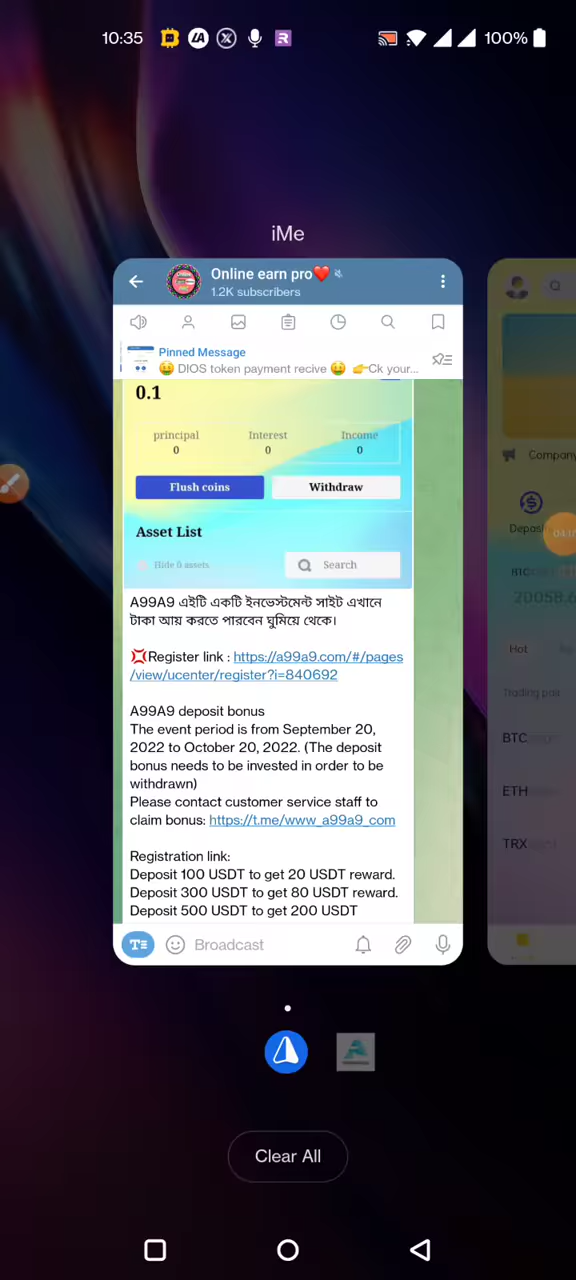 10:35
100%
iMe
Online earn pro❤️
1.2K subscribers
Pinned Message
🤑 DIOS token payment recive 🤑 👉Ck your...
0.1
principal Interest Income
0 0 0
Flush coins Withdraw
Asset List
Hide 0 assets Search
A99A9 এইটি একটি ইনভেস্টমেন্ট সাইট এখানে
টাকা আয় করতে পারবেন ঘুমিয়ে থেকে।
💢Register link : https://a99a9.com/#/pages
/view/ucenter/register?i=840692
A99A9 deposit bonus
The event period is from September 20,
2022 to October 20, 2022. (The deposit
bonus needs to be invested in order to be
withdrawn)
Please contact customer service staff to
claim bonus: https://t.me/www_a99a9_com
Registration link:
Deposit 100 USDT to get 20 USDT reward.
Deposit 300 USDT to get 80 USDT reward.
Deposit 500 USDT to get 200 USDT
Broadcast
Company
Hot
Trading pair
BTC
ETH
TRX
Clear All